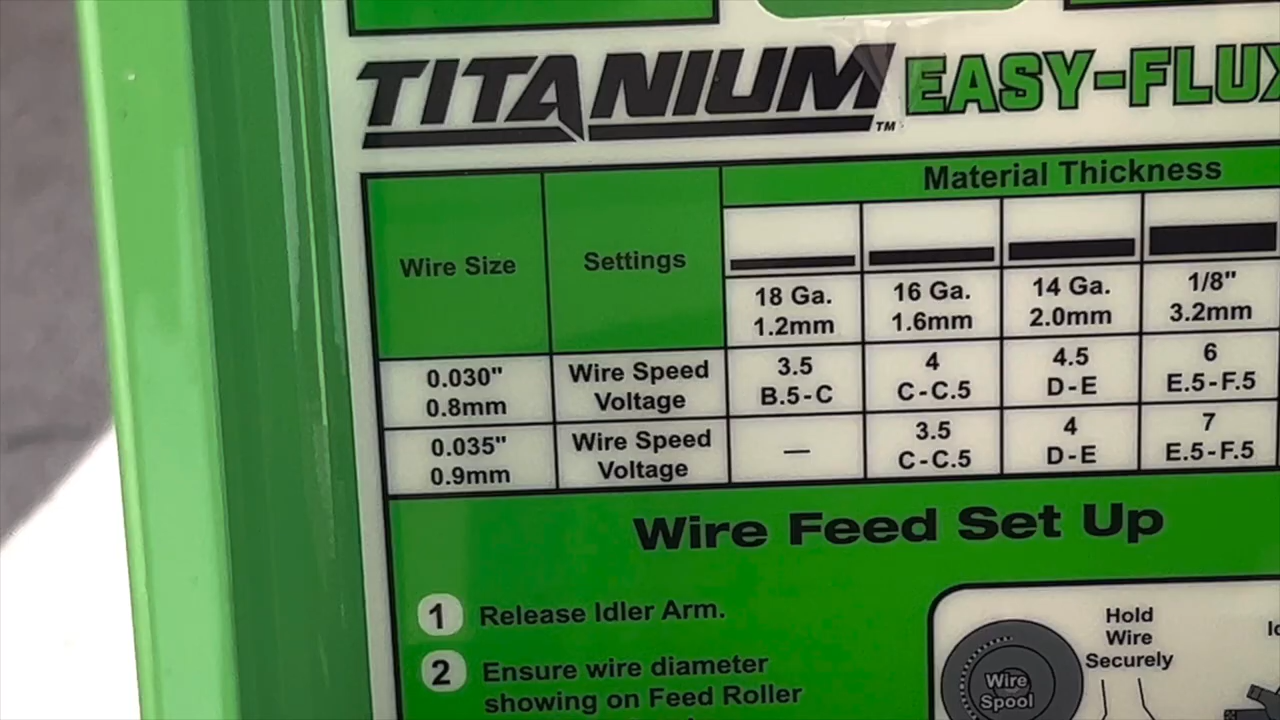 TITANIUM™ EASY-FLUX
Material Thickness
Wire Size Settings
18 Ga. 16 Ga. 14 Ga. 1/8"
1.2mm 1.6mm 2.0mm 3.2mm
0.030" Wire Speed 3.5 4 4.5 6
0.8mm Voltage B.5-C C-C.5 D-E E.5-F.5
0.035" Wire Speed — 3.5 4 7
0.9mm Voltage C-C.5 D-E E.5-F.5
Wire Feed Set Up
1 Release Idler Arm.
2 Ensure wire diameter
showing on Feed Roller
Hold
Wire
Securely
Wire
Spool